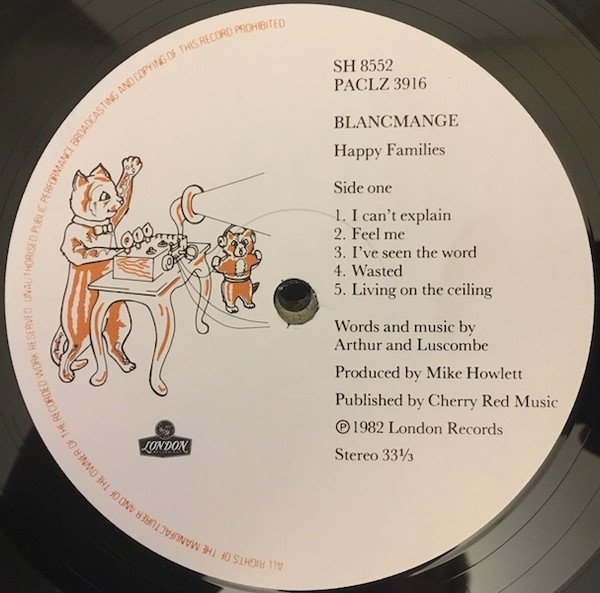 SH 8552
PACLZ 3916
BLANCMANGE
Happy Families
Side one
1. I can't explain
2. Feel me
3. I've seen the word
4. Wasted
5. Living on the ceiling
Words and music by
Arthur and Luscombe
Produced by Mike Howlett
Published by Cherry Red Music
℗ 1982 London Records
Stereo 33⅓
LONDON
ALL RIGHTS OF THE MANUFACTURER AND OF THE OWNER OF THE RECORDED WORK RESERVED. UNAUTHORISED PUBLIC PERFORMANCE BROADCASTING AND COPYING OF THIS RECORD PROHIBITED